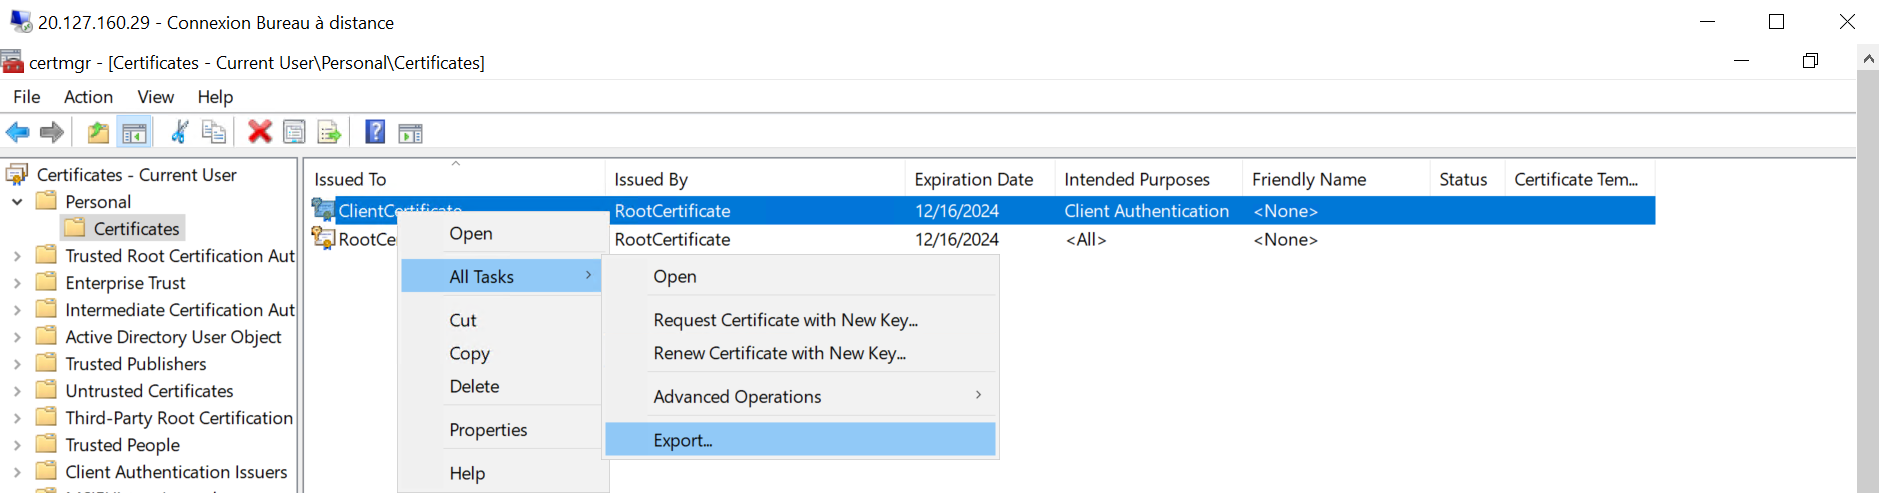 20.127.160.29 - Connexion Bureau à distance
certmgr - [Certificates - Current User\Personal\Certificates]
File Action View Help
Certificates - Current User
Personal
Certificates
Trusted Root Certification Aut
Enterprise Trust
Intermediate Certification Aut
Active Directory User Object
Trusted Publishers
Untrusted Certificates
Third-Party Root Certification
Trusted People
Client Authentication Issuers
Issued To Issued By Expiration Date Intended Purposes Friendly Name Status Certificate Tem...
ClientCertificate RootCertificate 12/16/2024 Client Authentication <None>
RootCe RootCertificate 12/16/2024 <All> <None>
Open
All Tasks
Cut
Copy
Delete
Properties
Help
Open
Request Certificate with New Key...
Renew Certificate with New Key...
Advanced Operations
Export...